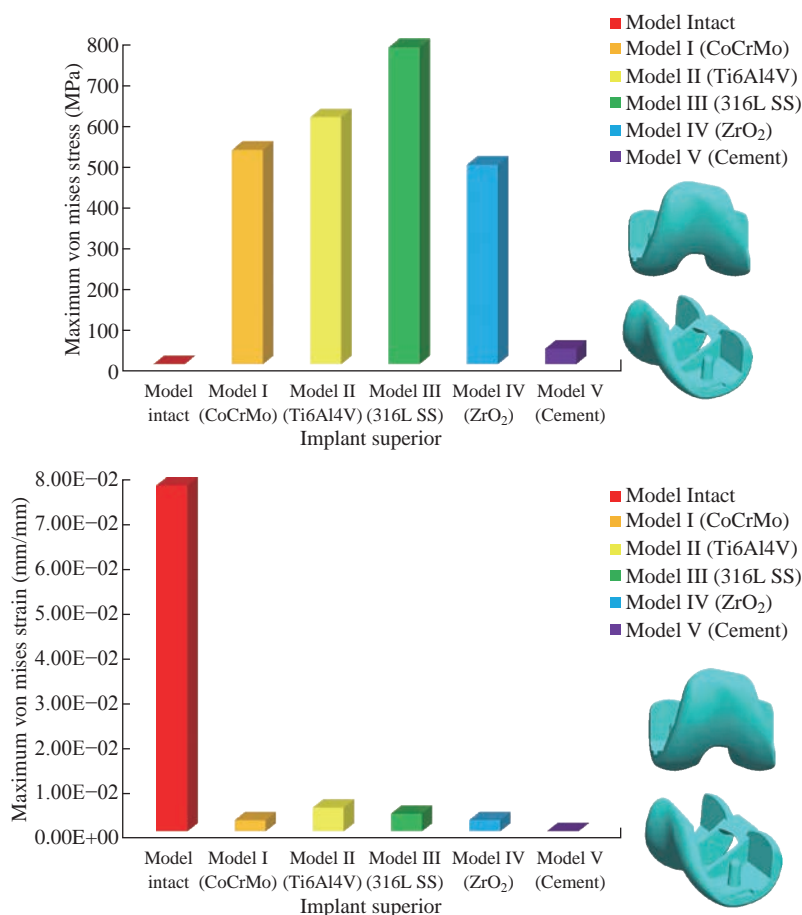 Model Intact
Model I (CoCrMo)
Model II (Ti6Al4V)
Model III (316L SS)
Model IV (ZrO₂)
Model V (Cement)
Maximum von mises stress (MPa)
800
700
600
500
400
300
200
100
0
Model intact
Model I (CoCrMo)
Model II (Ti6Al4V)
Model III (316L SS)
Model IV (ZrO₂)
Model V (Cement)
Implant superior
Model Intact
Model I (CoCrMo)
Model II (Ti6Al4V)
Model III (316L SS)
Model IV (ZrO₂)
Model V (Cement)
Maximum von mises strain (mm/mm)
8.00E−02
7.00E−02
6.00E−02
5.00E−02
4.00E−02
3.00E−02
2.00E−02
1.00E−02
0.00E+00
Model intact
Model I (CoCrMo)
Model II (Ti6Al4V)
Model III (316L SS)
Model IV (ZrO₂)
Model V (Cement)
Implant superior